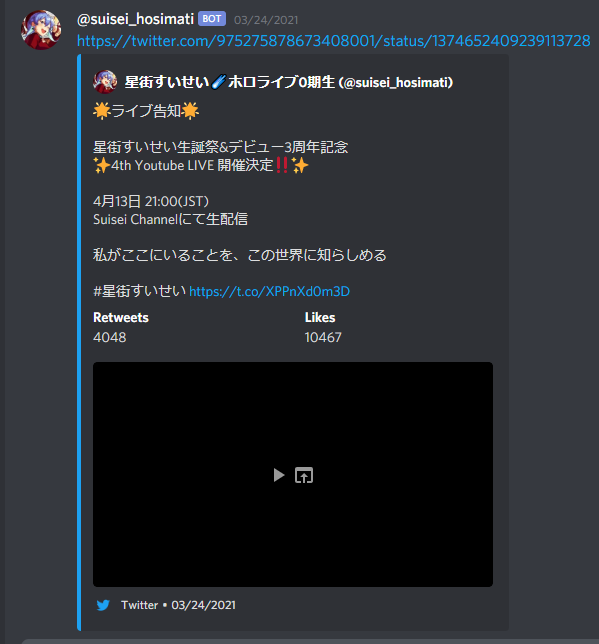 @suisei_hosimati BOT 03/24/2021
https://twitter.com/975275878673408001/status/1374652409239113728
星街すいせい☄️ホロライブ0期生 (@suisei_hosimati)
🌟ライブ告知🌟
星街すいせい生誕祭&デビュー3周年記念
✨4th Youtube LIVE 開催決定‼️✨
4月13日 21:00(JST)
Suisei Channelにて生配信
私がここにいることを、この世界に知らしめる
#星街すいせい https://t.co/XPPnXd0m3D
Retweets Likes
4048 10467
Twitter • 03/24/2021